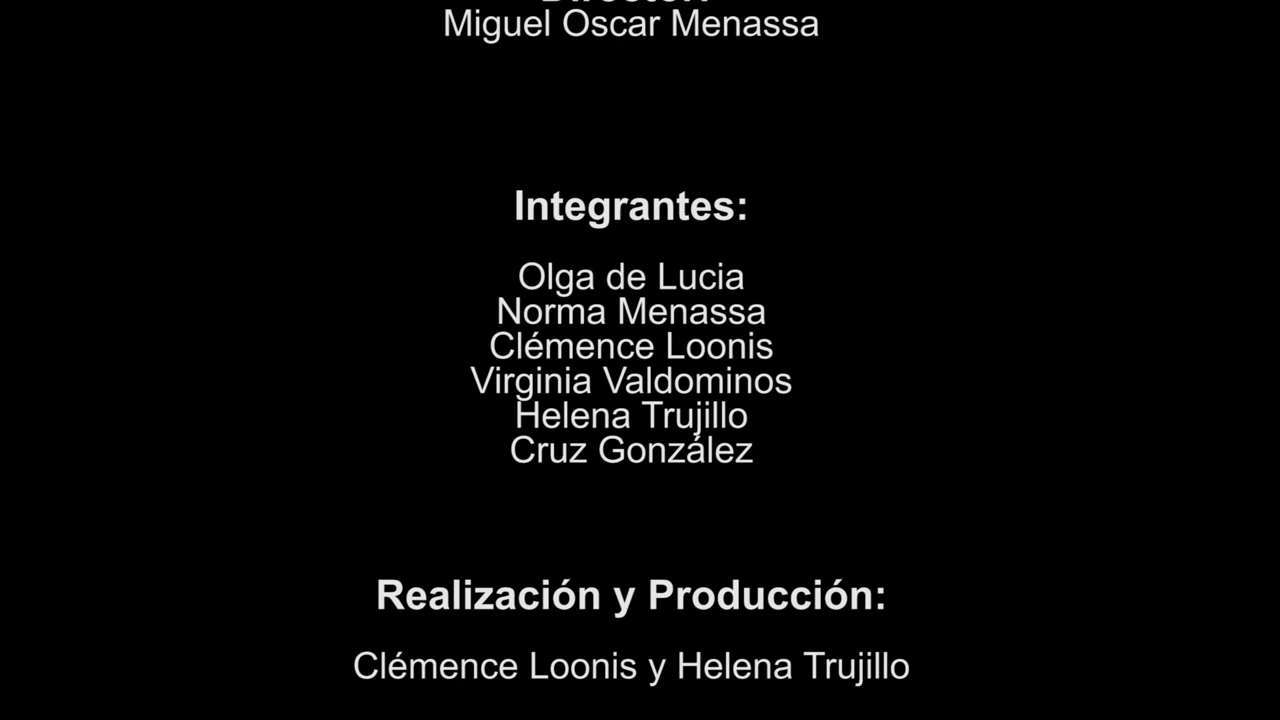 Director:
Miguel Oscar Menassa
Integrantes:
Olga de Lucia
Norma Menassa
Clémence Loonis
Virginia Valdominos
Helena Trujillo
Cruz González
Realización y Producción:
Clémence Loonis y Helena Trujillo